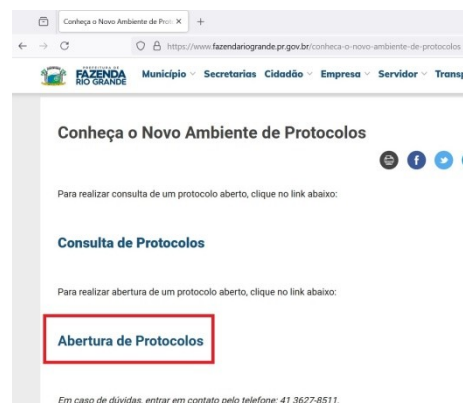 Conheça o Novo Ambiente de Prot
https://www.fazendariogrande.pr.gov.br/conheca-o-novo-ambiente-de-protocolos
PREFEITURA DE
FAZENDA
RIO GRANDE
Município Secretarias Cidadão Empresa Servidor Transp
Conheça o Novo Ambiente de Protocolos
Para realizar consulta de um protocolo aberto, clique no link abaixo:
Consulta de Protocolos
Para realizar abertura de um protocolo aberto, clique no link abaixo:
Abertura de Protocolos
Em caso de dúvidas, entrar em contato pelo telefone: 41 3627-8511.